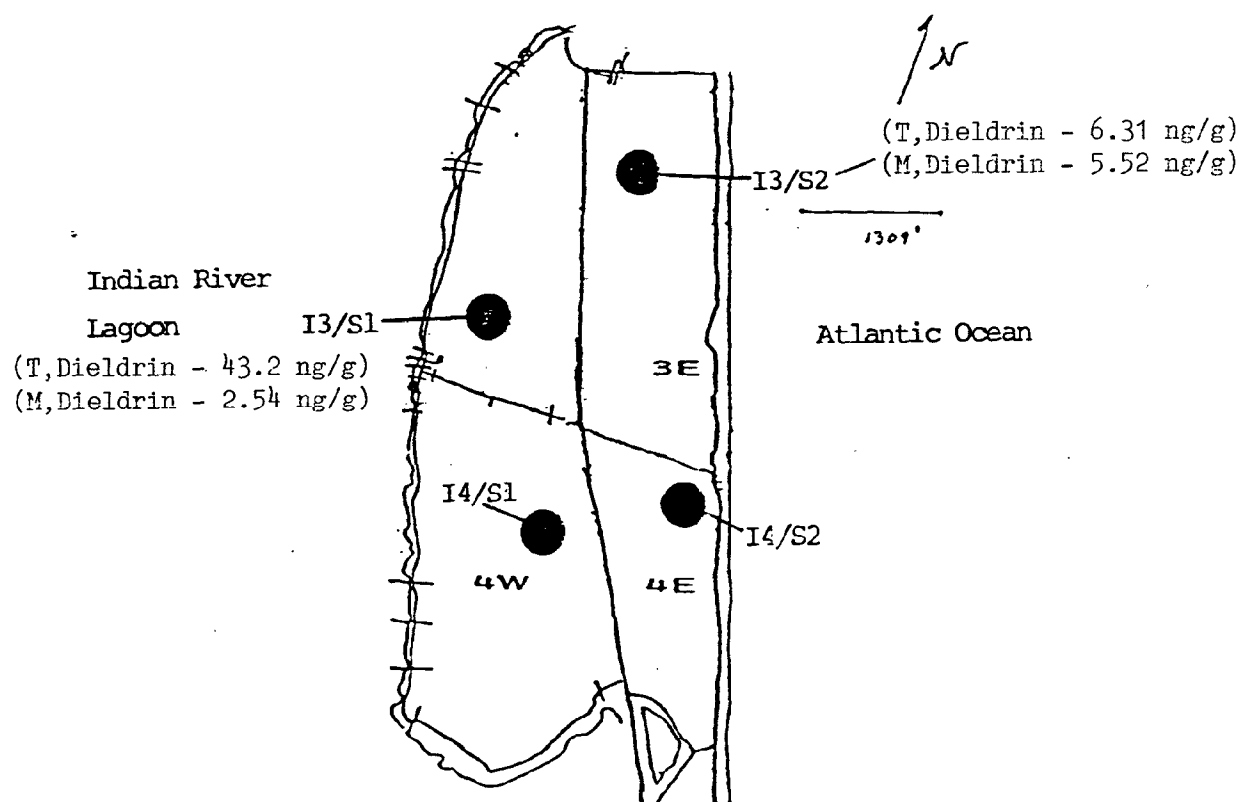 N
(T,Dieldrin - 6.31 ng/g)
(M,Dieldrin - 5.52 ng/g)
I3/S2
1309'
Indian River
Lagoon
I3/S1
Atlantic Ocean
(T,Dieldrin - 43.2 ng/g)
(M,Dieldrin - 2.54 ng/g)
3E
I4/S1
I4/S2
4W
4E